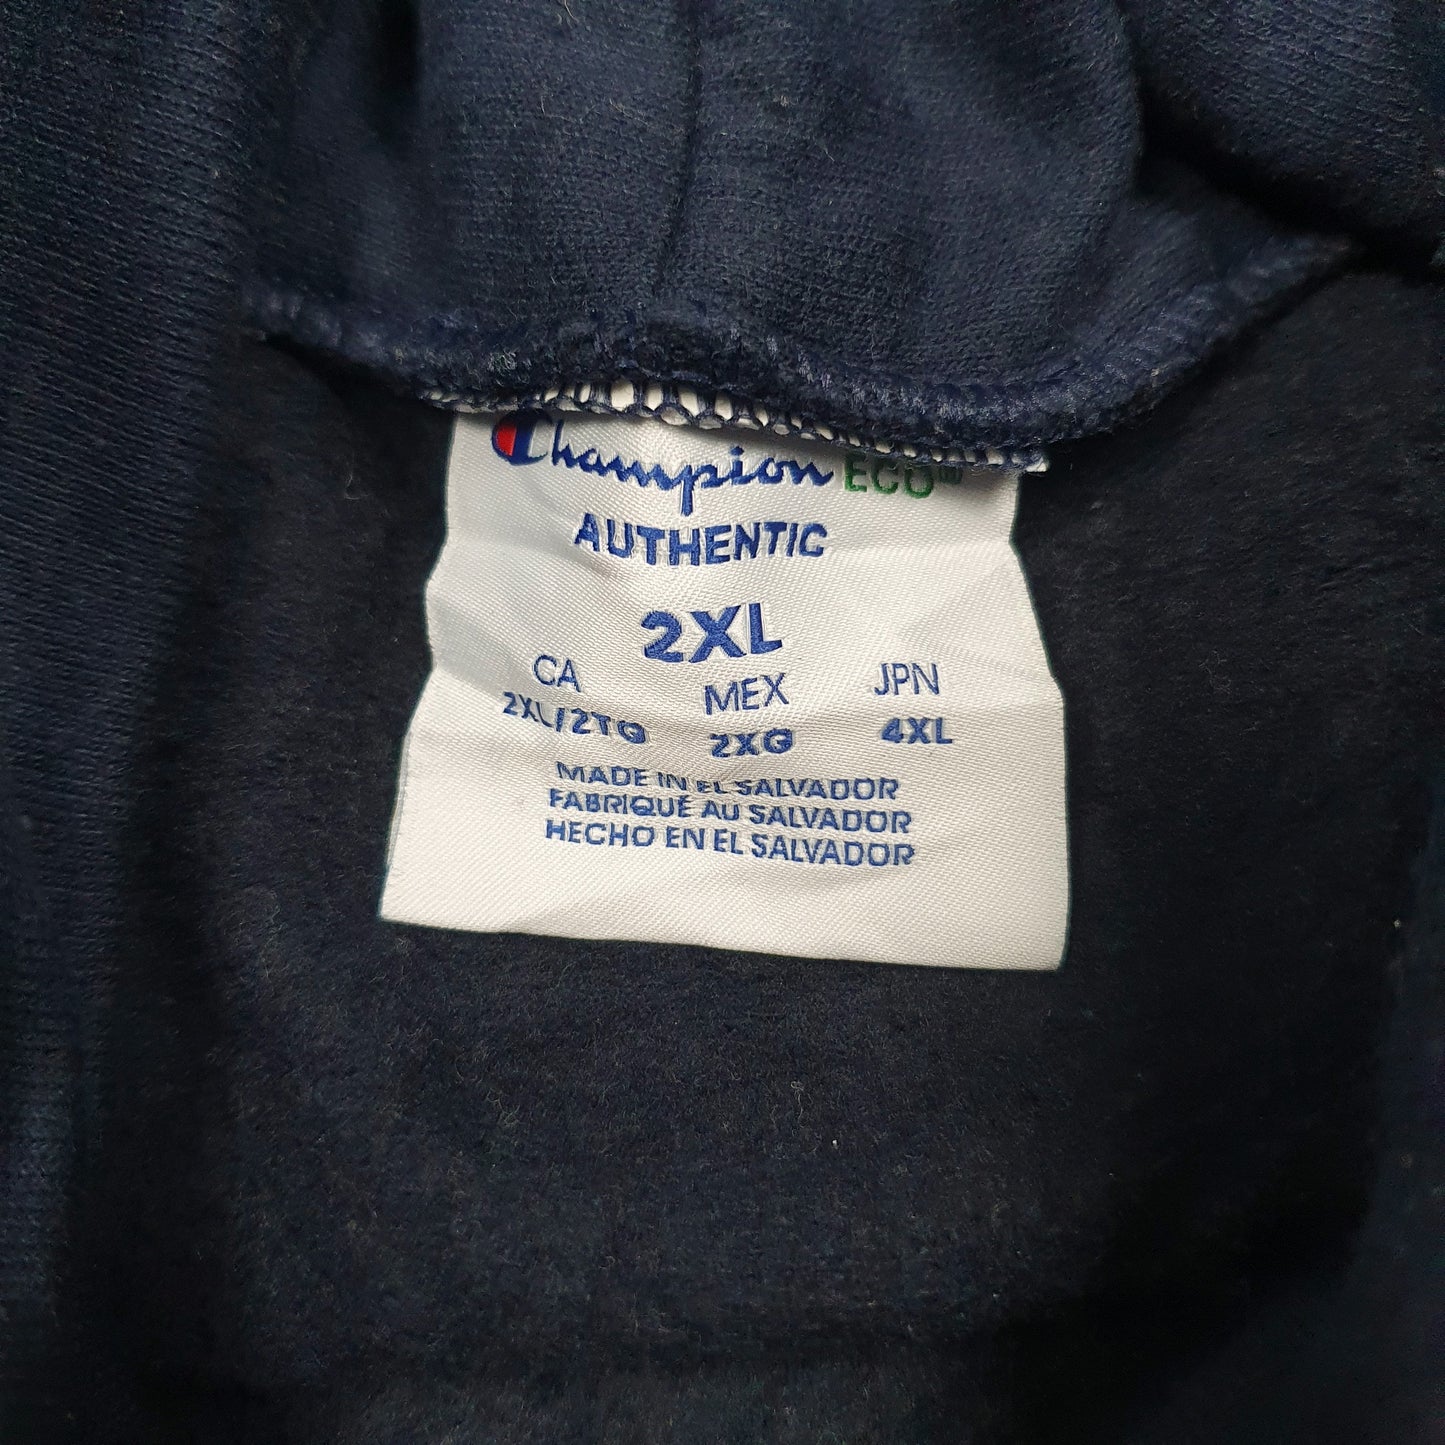 Champion ECO
AUTHENTIC
2XL
CA MEX JPN
2XL/2TG 2XG 4XL
MADE IN EL SALVADOR
FABRIQUÉ AU SALVADOR
HECHO EN EL SALVADOR